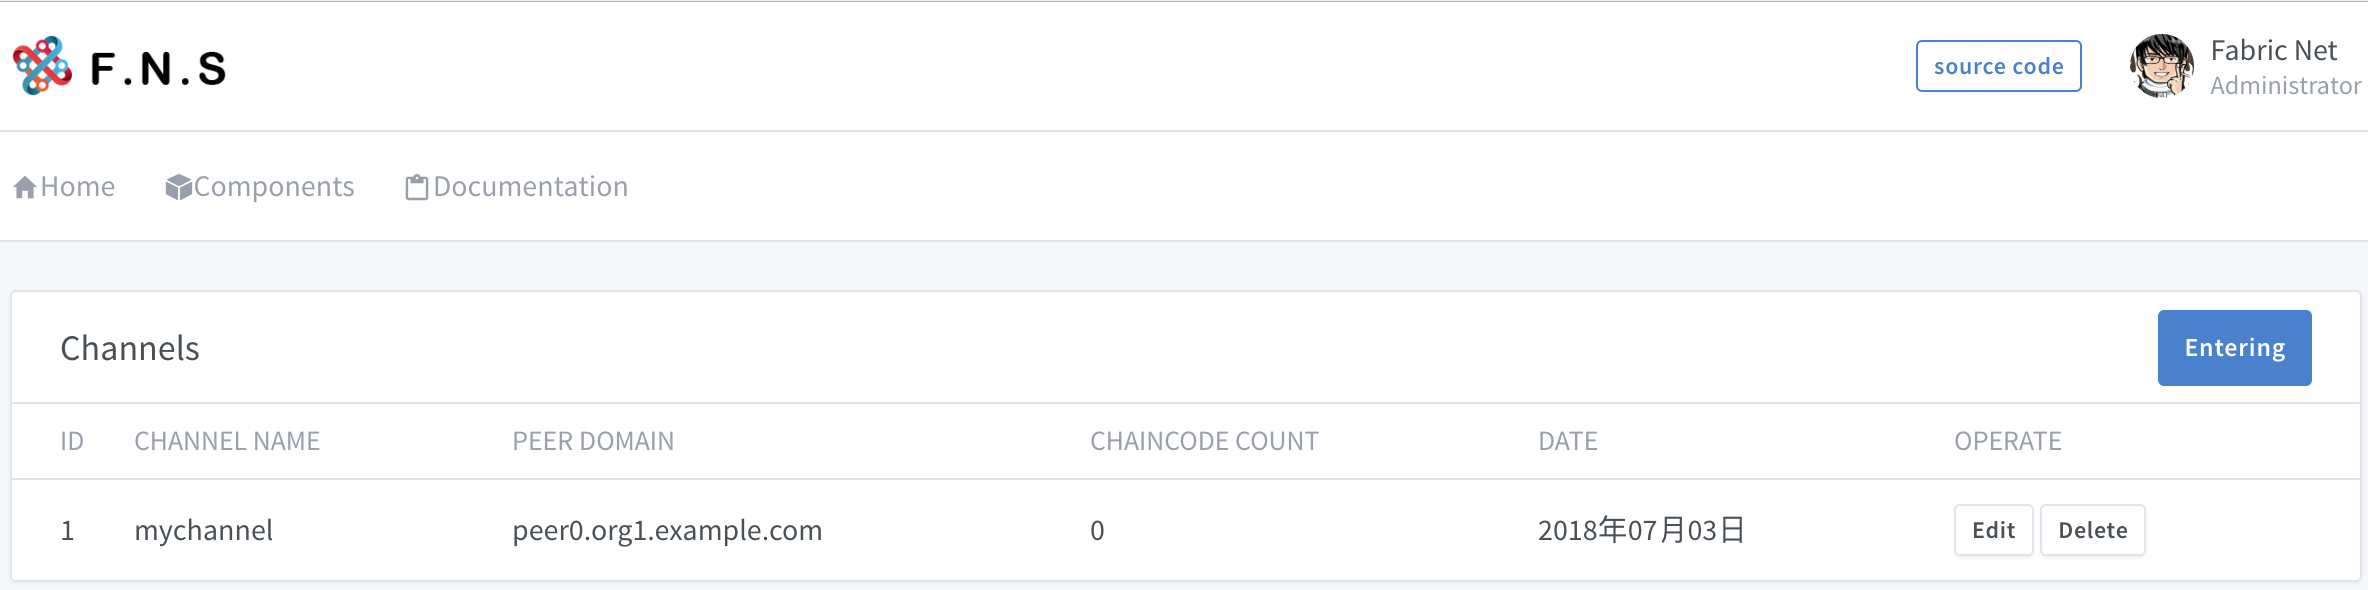 F.N.S
source code
Fabric Net
Administrator
Home Components Documentation
Channels
Entering
ID CHANNEL NAME PEER DOMAIN CHAINCODE COUNT DATE OPERATE
1 mychannel peer0.org1.example.com 0 2018年07月03日 Edit Delete